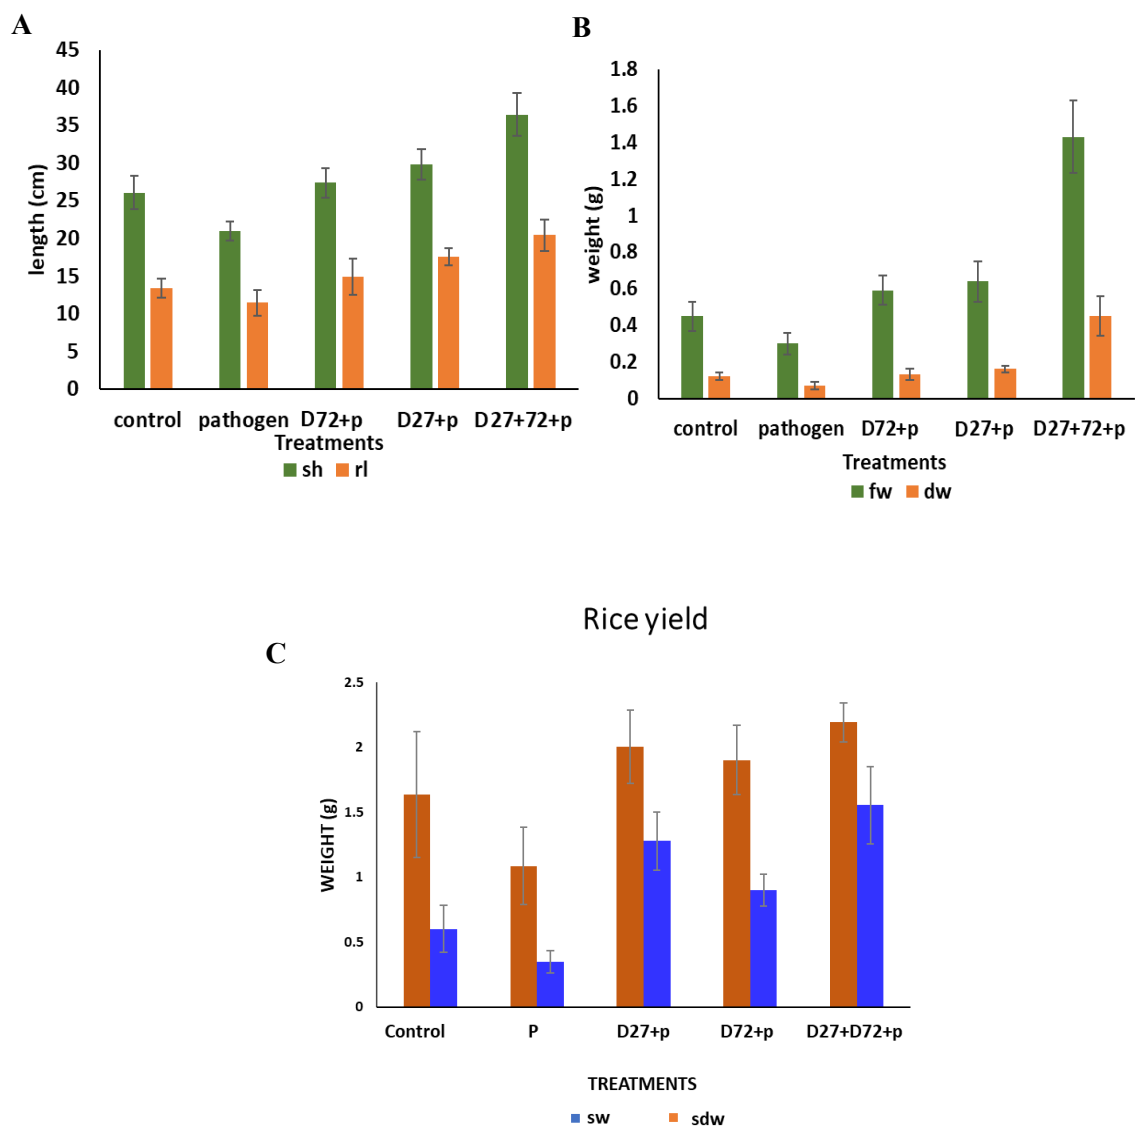 A
45
40
35
30
25
20
15
10
5
0
length (cm)
control pathogen D72+p D27+p D27+72+p
Treatments
sh rl
B
1.8
1.6
1.4
1.2
1
0.8
0.6
0.4
0.2
0
weight (g)
control pathogen D72+p D27+p D27+72+p
Treatments
fw dw
Rice yield
C
2.5
2
1.5
1
0.5
0
WEIGHT (g)
Control P D27+p D72+p D27+D72+p
TREATMENTS
sw sdw